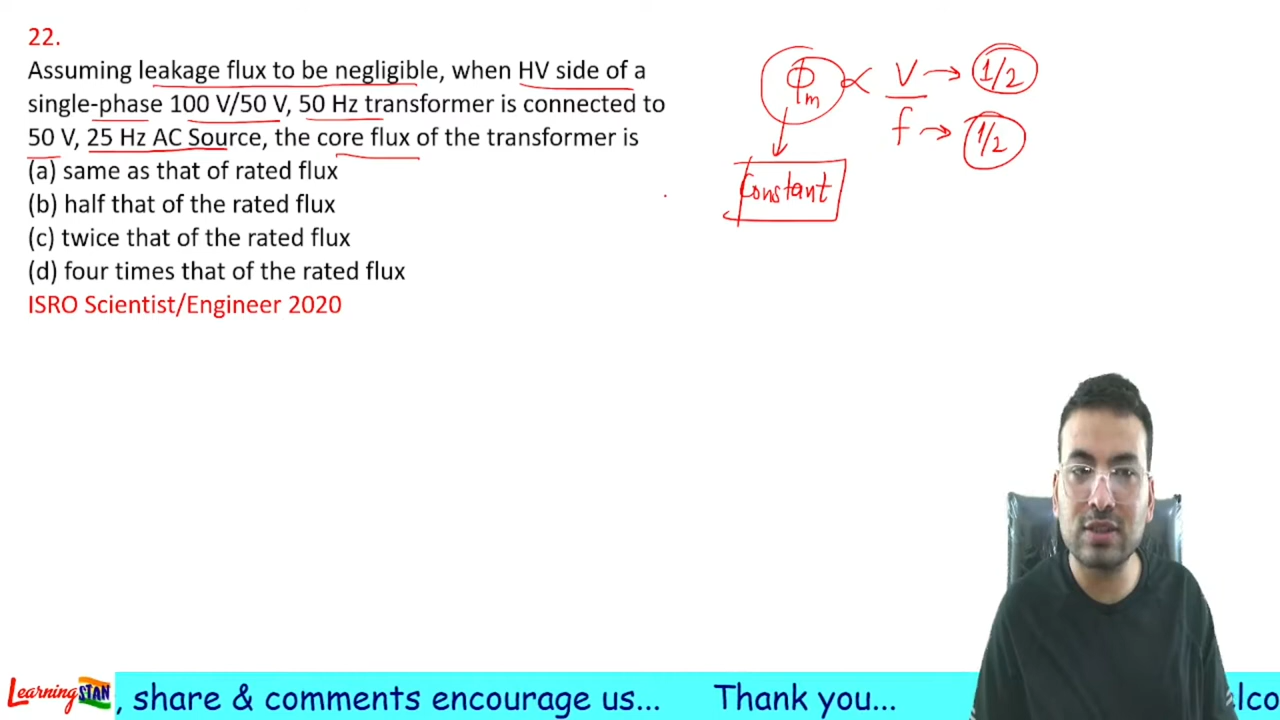 22.
Assuming leakage flux to be negligible, when HV side of a
single-phase 100 V/50 V, 50 Hz transformer is connected to
50 V, 25 Hz AC Source, the core flux of the transformer is
(a) same as that of rated flux
(b) half that of the rated flux
(c) twice that of the rated flux
(d) four times that of the rated flux
ISRO Scientist/Engineer 2020
ϕm ∝ V/f
V → 1/2
f → 1/2
Constant
Learning STAN
, share & comments encourage us... Thank you... elco